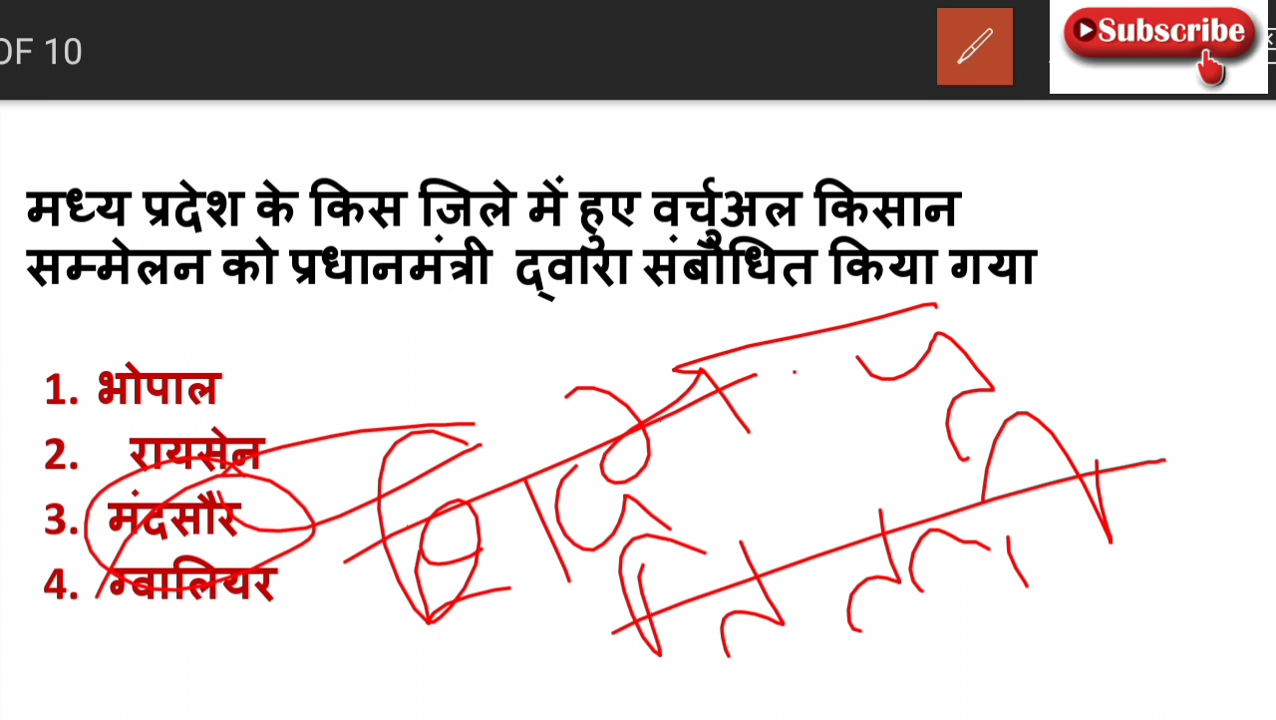 OF 10
Subscribe
मध्य प्रदेश के किस जिले में हुए वर्चुअल किसान
सम्मेलन को प्रधानमंत्री द्वारा संबोधित किया गया
1. भोपाल
2. रायसेन
3. मंदसौर
4. ग्वालियर